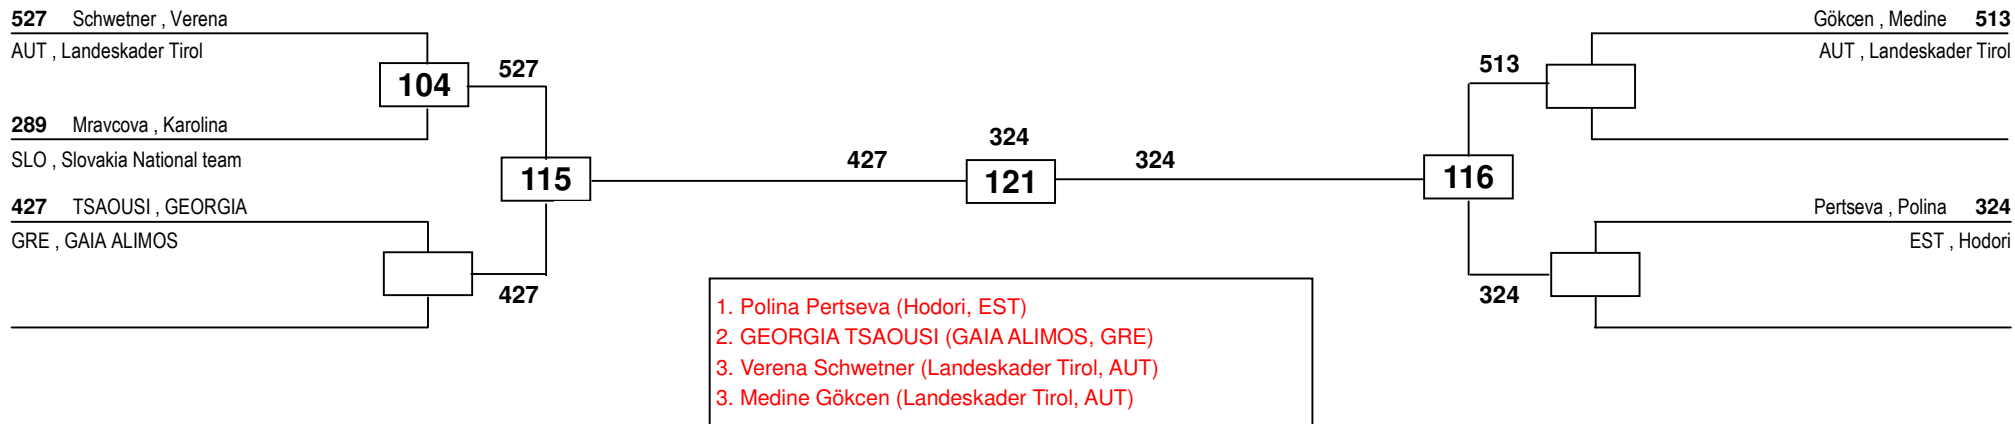 527 Schwetner , Verena
AUT , Landeskader Tirol
104
527
289 Mravcova , Karolina
SLO , Slovakia National team
115
427 TSAOUSI , GEORGIA
GRE , GAIA ALIMOS
427
427
324
121
324
Gökcen , Medine 513
AUT , Landeskader Tirol
513
116
Pertseva , Polina 324
EST , Hodori
324
1. Polina Pertseva (Hodori, EST)
2. GEORGIA TSAOUSI (GAIA ALIMOS, GRE)
3. Verena Schwetner (Landeskader Tirol, AUT)
3. Medine Gökcen (Landeskader Tirol, AUT)